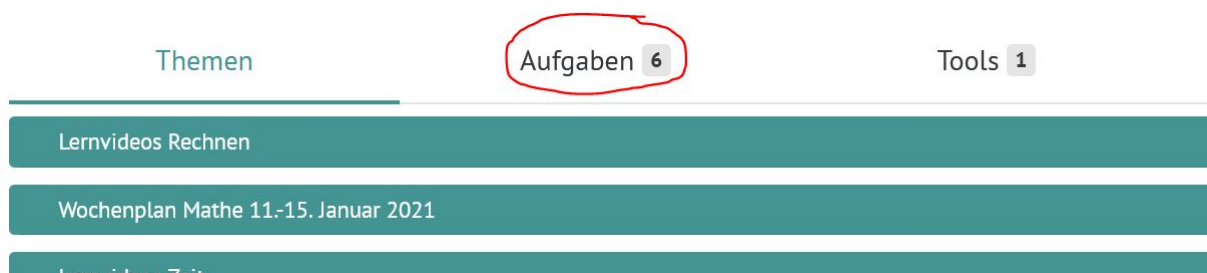 Themen Aufgaben 6 Tools 1
Lernvideos Rechnen
Wochenplan Mathe 11.-15. Januar 2021